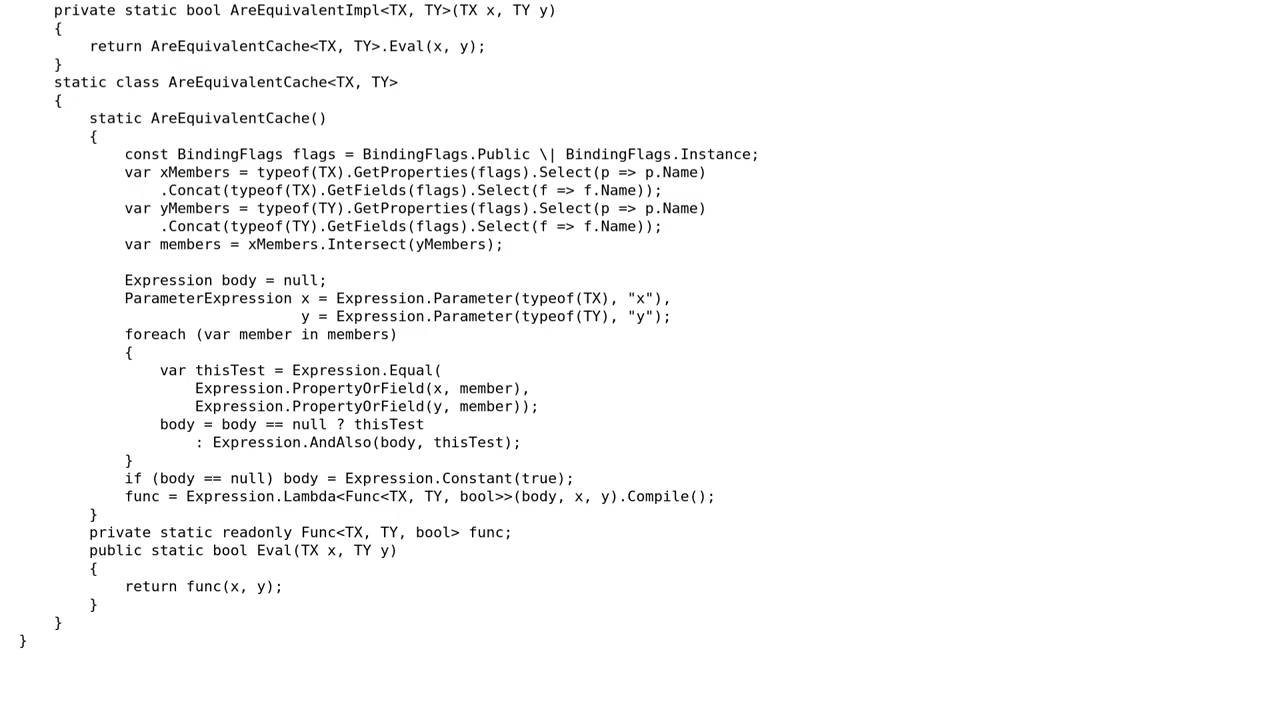 private static bool AreEquivalentImpl<TX, TY>(TX x, TY y)
    {
        return AreEquivalentCache<TX, TY>.Eval(x, y);
    }
    static class AreEquivalentCache<TX, TY>
    {
        static AreEquivalentCache()
        {
            const BindingFlags flags = BindingFlags.Public \| BindingFlags.Instance;
            var xMembers = typeof(TX).GetProperties(flags).Select(p => p.Name)
                .Concat(typeof(TX).GetFields(flags).Select(f => f.Name));
            var yMembers = typeof(TY).GetProperties(flags).Select(p => p.Name)
                .Concat(typeof(TY).GetFields(flags).Select(f => f.Name));
            var members = xMembers.Intersect(yMembers);

            Expression body = null;
            ParameterExpression x = Expression.Parameter(typeof(TX), "x"),
                                y = Expression.Parameter(typeof(TY), "y");
            foreach (var member in members)
            {
                var thisTest = Expression.Equal(
                    Expression.PropertyOrField(x, member),
                    Expression.PropertyOrField(y, member));
                body = body == null ? thisTest
                    : Expression.AndAlso(body, thisTest);
            }
            if (body == null) body = Expression.Constant(true);
            func = Expression.Lambda<Func<TX, TY, bool>>(body, x, y).Compile();
        }
        private static readonly Func<TX, TY, bool> func;
        public static bool Eval(TX x, TY y)
        {
            return func(x, y);
        }
    }
}